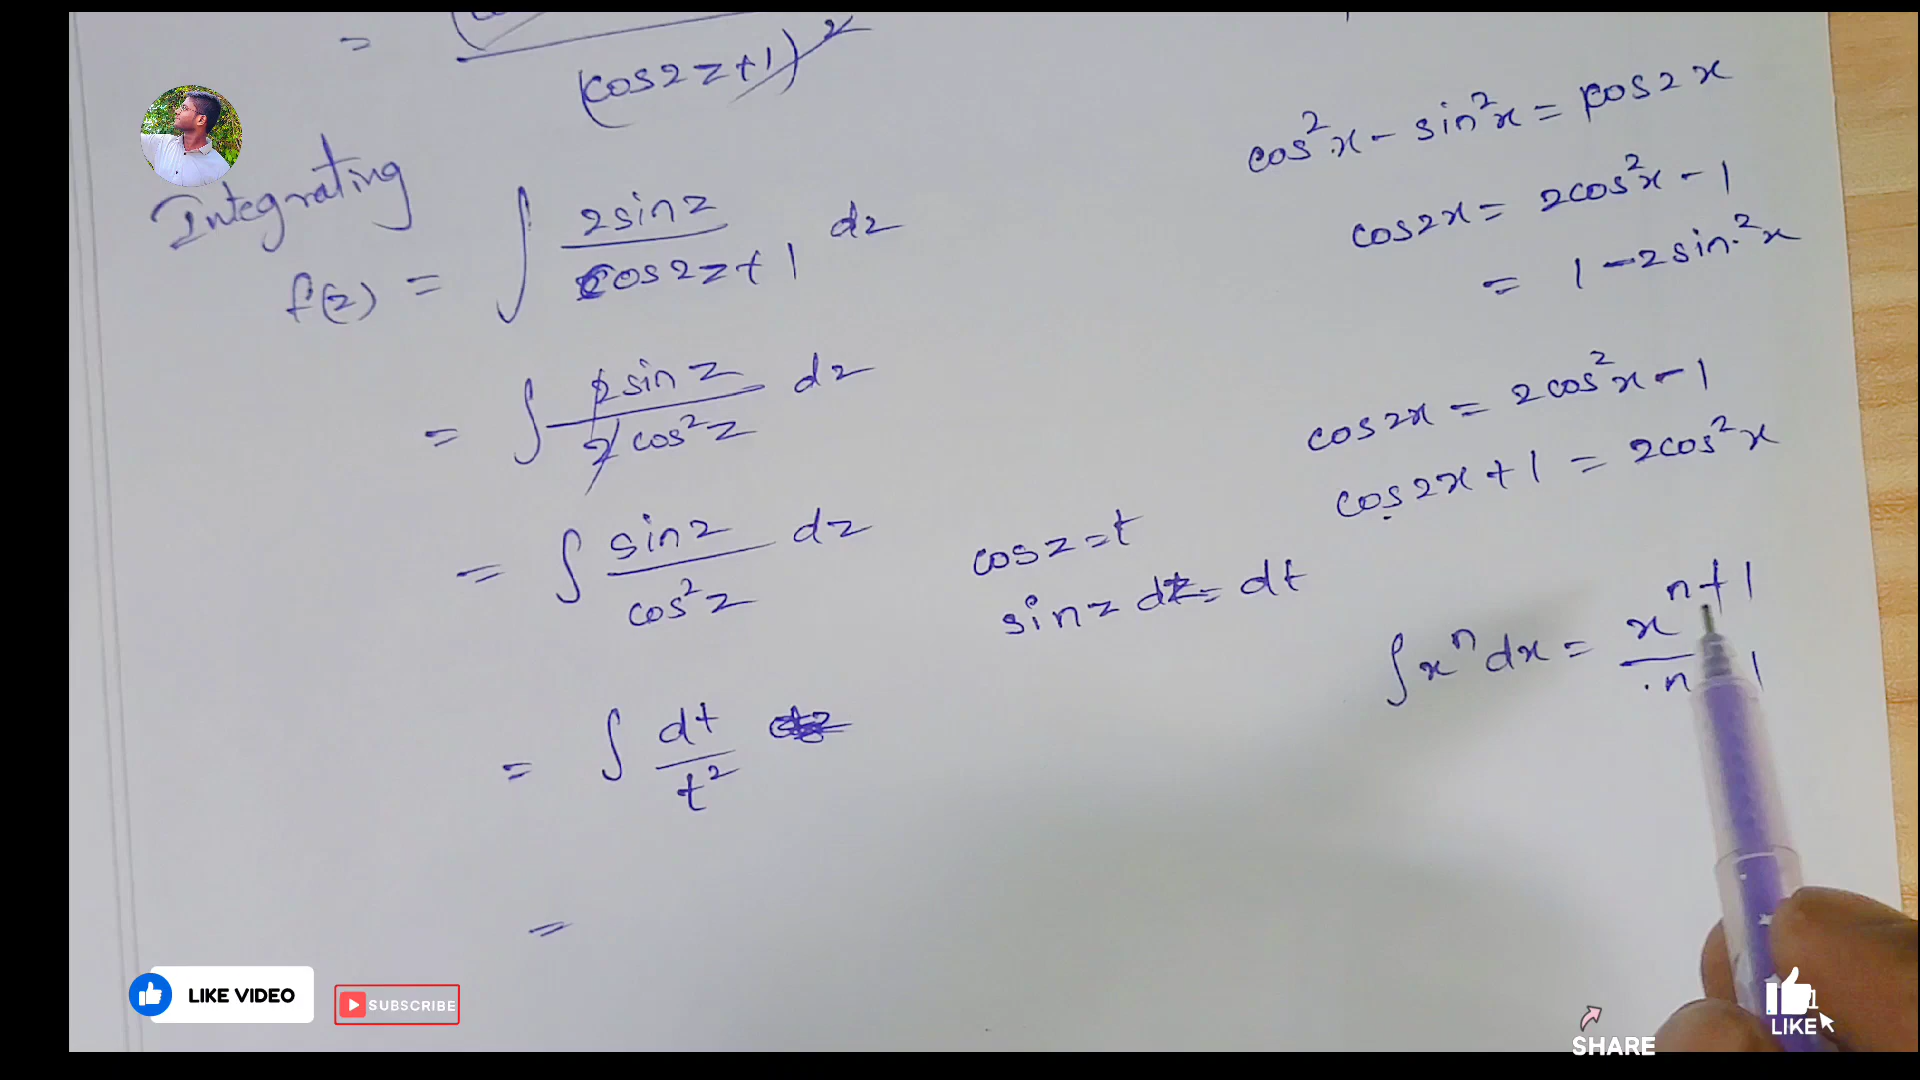 =
(cos2z+1)²
Integrating
f(z) = ∫ 2sinz / cos2z+1 dz
= ∫ 2sinz / 2cos²z dz
= ∫ sinz / cos²z dz
cosz=t
sinz dz = dt
= ∫ dt / t²
=
cos²x - sin²x = cos2x
cos2x = 2cos²x - 1
= 1 - 2sin²x
cos2x = 2cos²x - 1
cos2x + 1 = 2cos²x
∫xⁿdx = xⁿ⁺¹ / n 1
LIKE VIDEO
SUBSCRIBE
SHARE
1
LIKE